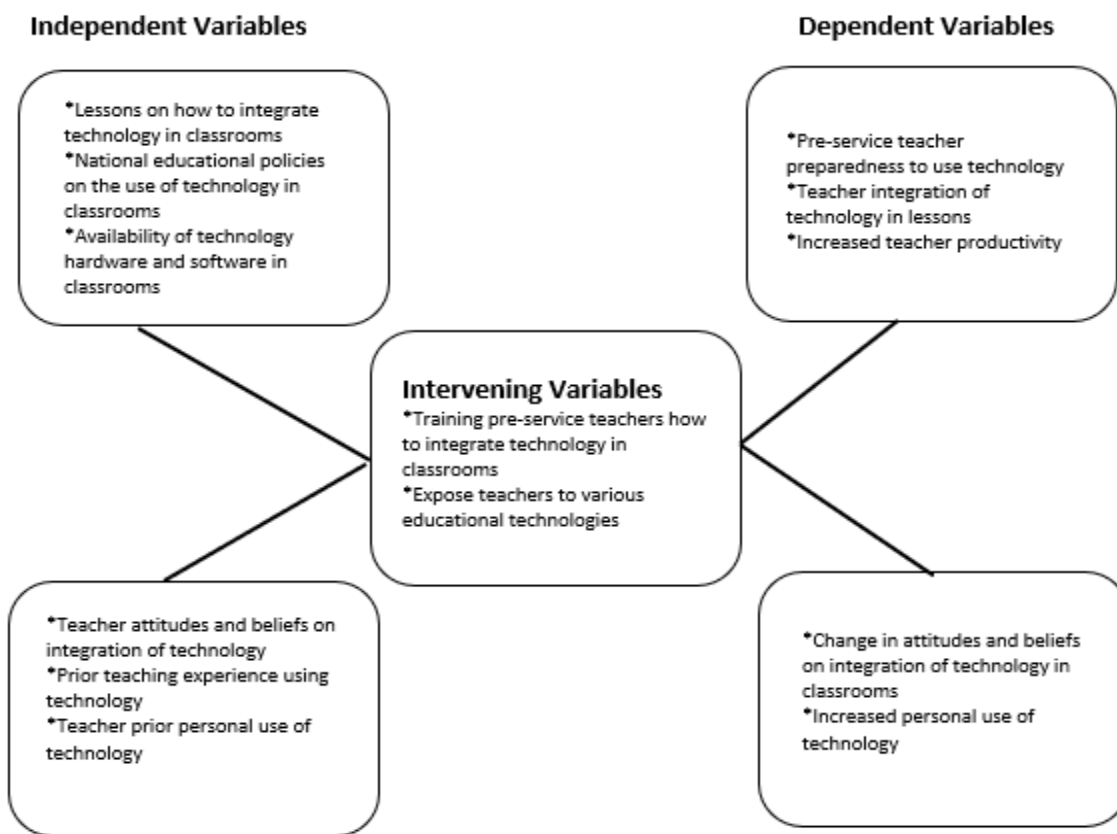 Independent Variables
*Lessons on how to integrate
technology in classrooms
*National educational policies
on the use of technology in
classrooms
*Availability of technology
hardware and software in
classrooms
Dependent Variables
*Pre-service teacher
preparedness to use technology
*Teacher integration of
technology in lessons
*Increased teacher productivity
Intervening Variables
*Training pre-service teachers how
to integrate technology in
classrooms
*Expose teachers to various
educational technologies
*Teacher attitudes and beliefs on
integration of technology
*Prior teaching experience using
technology
*Teacher prior personal use of
technology
*Change in attitudes and beliefs
on integration of technology in
classrooms
*Increased personal use of
technology